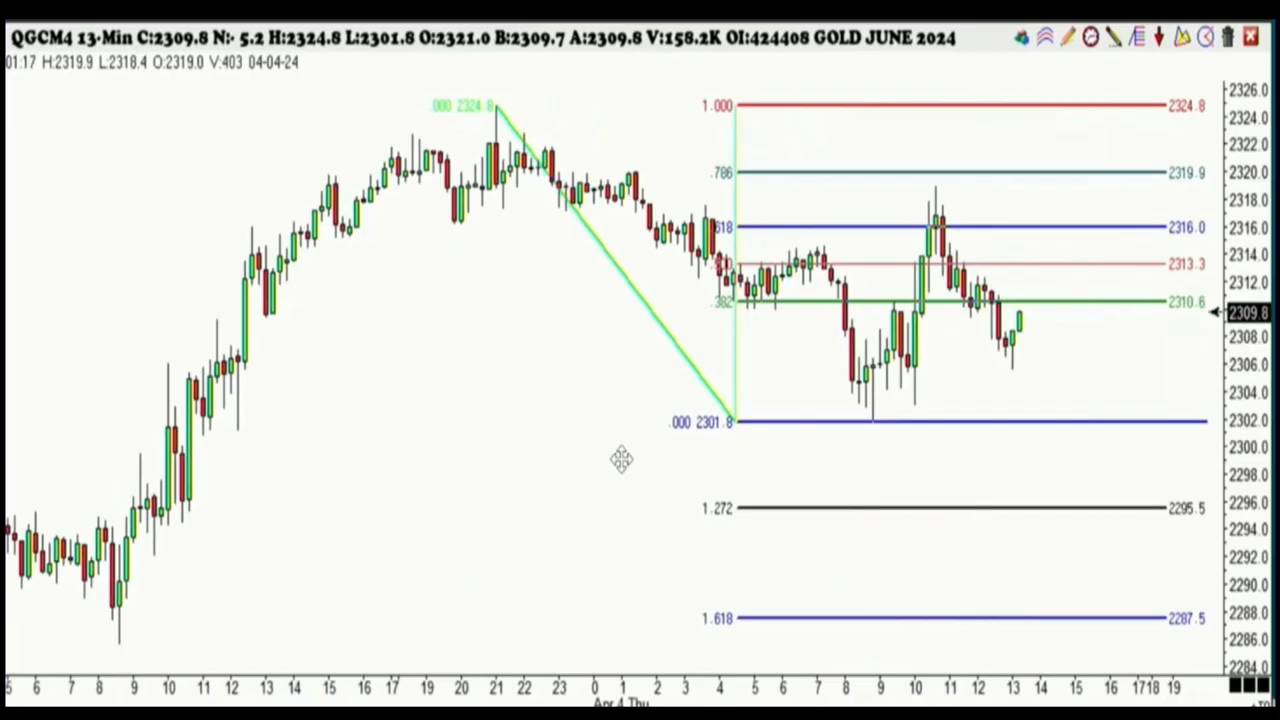 QGCM4 13-Min C:2309.8 N:- 5.2 H:2324.8 L:2301.8 O:2321.0 B:2309.7 A:2309.8 V:158.2K OI:424408 GOLD JUNE 2024
01:17 H:2319.9 L:2318.4 O:2319.0 V:403 04-04-24
2326.0
.000 2324.8 1.000 2324.8
2324.0
2322.0
.786 2319.9 2320.0
2318.0
.618 2316.0 2316.0
2314.0
2313.3
2312.0
.382 2310.6
2309.8
2308.0
2306.0
2304.0
.000 2301.8 2302.0
2300.0
2298.0
1.272 2295.5 2296.0
2294.0
2292.0
2290.0
1.618 2287.5 2288.0
2286.0
2284.0
5 6 7 8 9 10 11 12 13 14 15 16 17 19 20 21 22 23 0 1 2 3 4 5 6 7 8 9 10 11 12 13 14 15 16 17 18 19
Apr 4 Thu